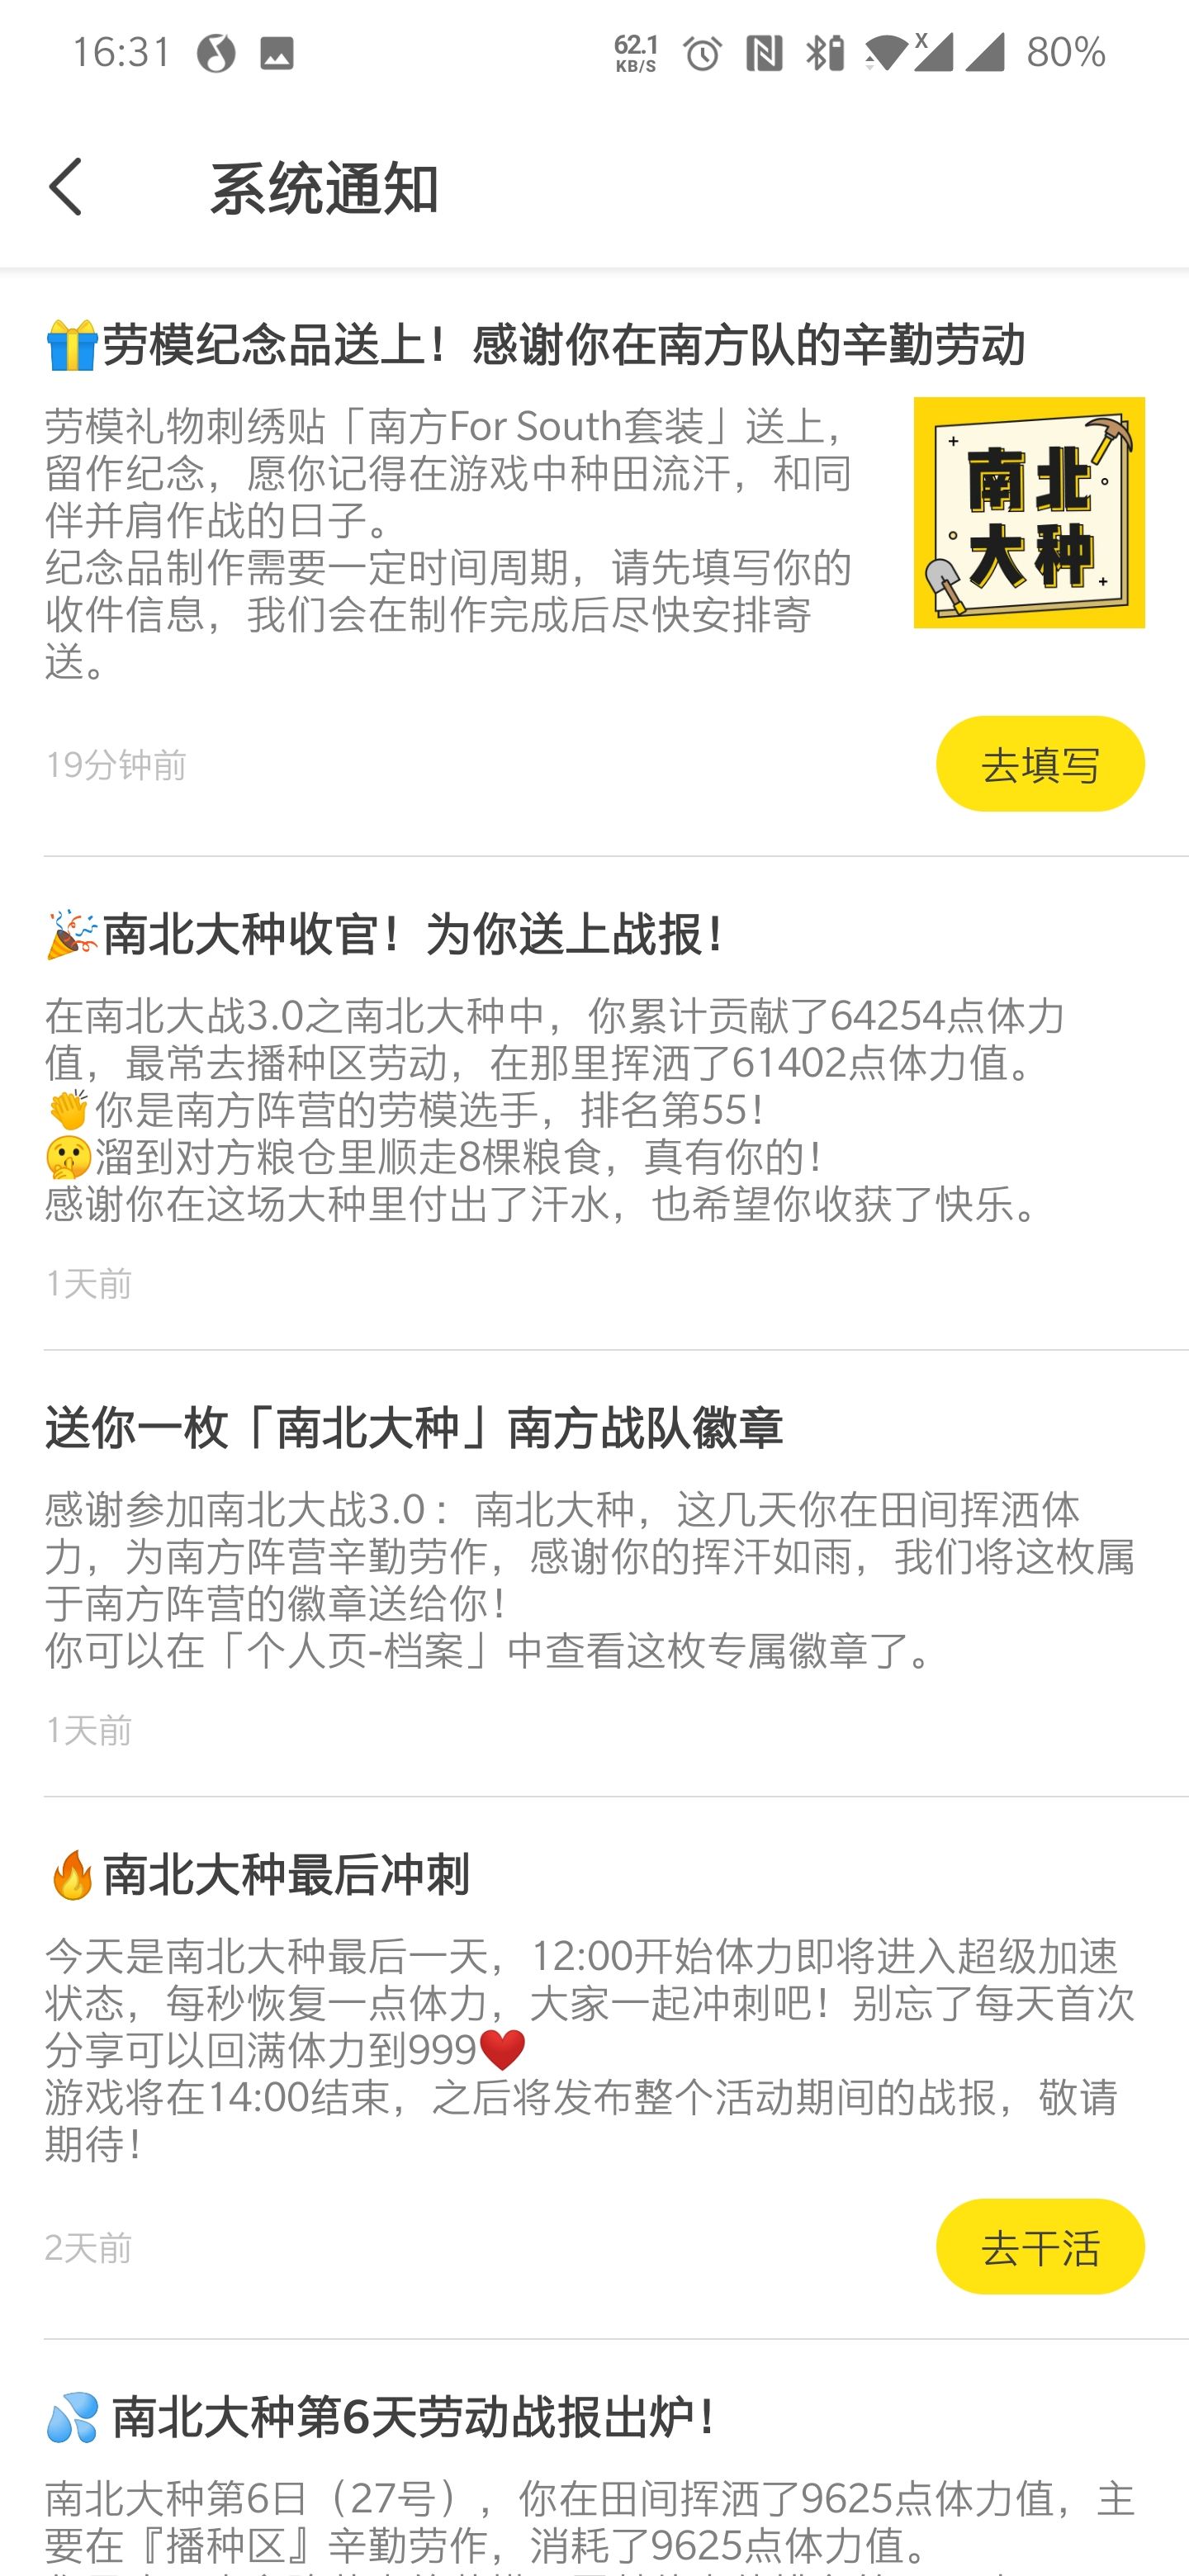 16:31
62.1
KB/S
X
80%
系统通知
🎁劳模纪念品送上！感谢你在南方队的辛勤劳动
劳模礼物刺绣贴「南方For South套装」送上，
留作纪念，愿你记得在游戏中种田流汗，和同
伴并肩作战的日子。
纪念品制作需要一定时间周期，请先填写你的
收件信息，我们会在制作完成后尽快安排寄
送。
南北
大种
19分钟前
去填写
🎉南北大种收官！为你送上战报！
在南北大战3.0之南北大种中，你累计贡献了64254点体力
值，最常去播种区劳动，在那里挥洒了61402点体力值。
👏你是南方阵营的劳模选手，排名第55！
🤫溜到对方粮仓里顺走8棵粮食，真有你的！
感谢你在这场大种里付出了汗水，也希望你收获了快乐。
1天前
送你一枚「南北大种」南方战队徽章
感谢参加南北大战3.0：南北大种，这几天你在田间挥洒体
力，为南方阵营辛勤劳作，感谢你的挥汗如雨，我们将这枚属
于南方阵营的徽章送给你！
你可以在「个人页-档案」中查看这枚专属徽章了。
1天前
🔥南北大种最后冲刺
今天是南北大种最后一天，12:00开始体力即将进入超级加速
状态，每秒恢复一点体力，大家一起冲刺吧！别忘了每天首次
分享可以回满体力到999❤️
游戏将在14:00结束，之后将发布整个活动期间的战报，敬请
期待！
2天前
去干活
💦 南北大种第6天劳动战报出炉！
南北大种第6日（27号），你在田间挥洒了9625点体力值，主
要在『播种区』辛勤劳作，消耗了9625点体力值。